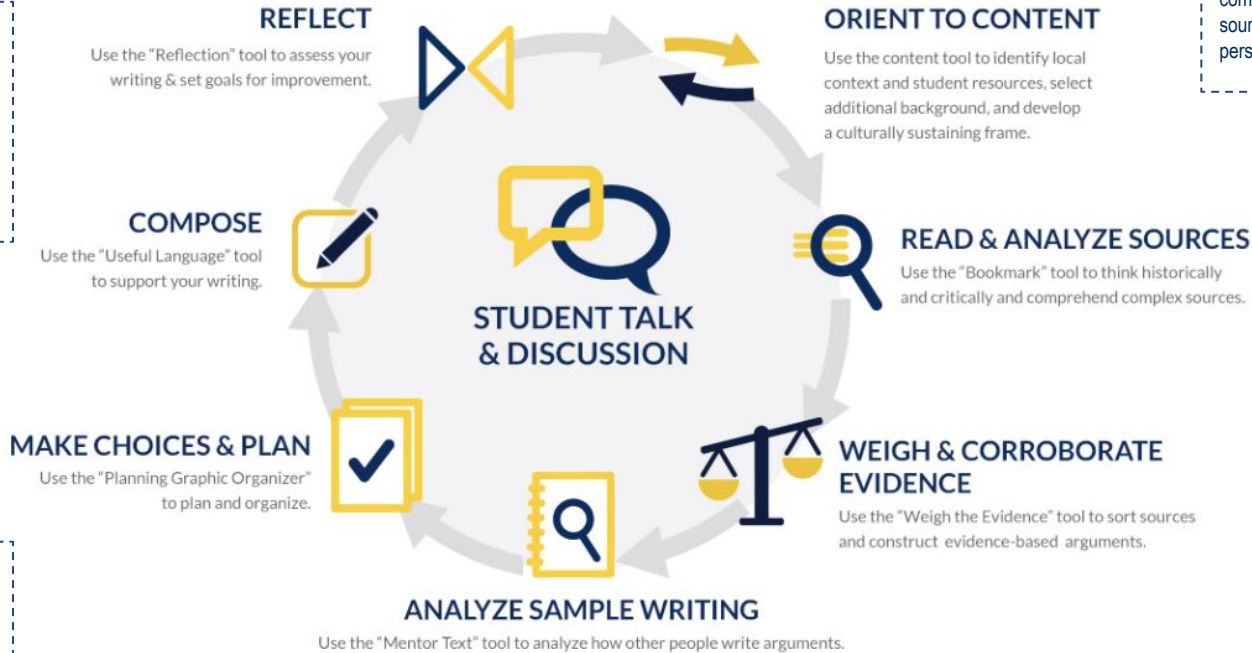 REFLECT
Use the “Reflection” tool to assess your
writing & set goals for improvement.
ORIENT TO CONTENT
Use the content tool to identify local
context and student resources, select
additional background, and develop
a culturally sustaining frame.
READ & ANALYZE SOURCES
Use the “Bookmark” tool to think historically
and critically and comprehend complex sources.
WEIGH & CORROBORATE
EVIDENCE
Use the “Weigh the Evidence” tool to sort sources
and construct evidence-based arguments.
ANALYZE SAMPLE WRITING
Use the “Mentor Text” tool to analyze how other people write arguments.
MAKE CHOICES & PLAN
Use the “Planning Graphic Organizer”
to plan and organize.
COMPOSE
Use the “Useful Language” tool
to support your writing.
STUDENT TALK
& DISCUSSION